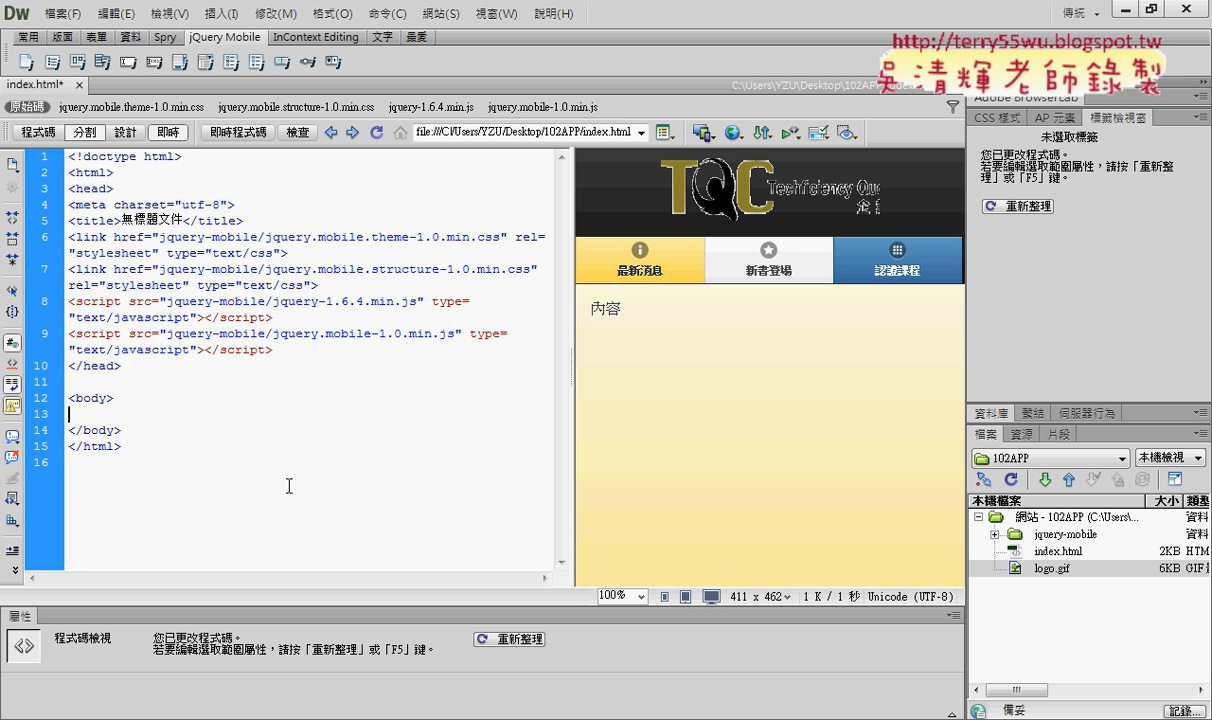 Dw 檔案(F) 編輯(E) 檢視(V) 插入(I) 修改(M) 格式(O) 命令(C) 網站(S) 視窗(W) 說明(H) 傳統
常用 版面 表單 資料 Spry jQuery Mobile InContext Editing 文字 我的最愛
http://terry55wu.blogspot.tw
吳清輝老師錄製
index.html* C:\Users\YZU\Desktop\102APP\index.html
原始碼 jquery.mobile.theme-1.0.min.css jquery.mobile.structure-1.0.min.css jquery-1.6.4.min.js jquery.mobile-1.0.min.js
程式碼 分割 設計 即時 即時程式碼 檢查 file:///C|/Users/YZU/Desktop/102APP/index.html
1 <!doctype html>
2 <html>
3 <head>
4 <meta charset="utf-8">
5 <title>無標題文件</title>
6 <link href="jquery-mobile/jquery.mobile.theme-1.0.min.css" rel=
"stylesheet" type="text/css">
7 <link href="jquery-mobile/jquery.mobile.structure-1.0.min.css"
rel="stylesheet" type="text/css">
8 <script src="jquery-mobile/jquery-1.6.4.min.js" type=
"text/javascript"></script>
9 <script src="jquery-mobile/jquery.mobile-1.0.min.js" type=
"text/javascript"></script>
10 </head>
11
12 <body>
13
14 </body>
15 </html>
16
TQC Techficiency Qu
企
最新消息 新書登場 認證課程
內容
100% 411 x 462 1 K / 1 秒 Unicode (UTF-8)
Adobe BrowserLab
CSS 樣式 AP 元素 標籤檢視窗
未選取標籤
您已更改程式碼。
若要編輯選取範圍屬性，請按「重新整
理」或「F5」鍵。
重新整理
資料庫 繫結 伺服器行為
檔案 資源 片段
102APP 本機檢視
本機檔案 大小 類型
網站 - 102APP (C:\Users\... 資料
jquery-mobile 資料
index.html 2KB HTM
logo.gif 6KB GIF
備妥 記錄...
屬性
程式碼檢視 您已更改程式碼。
若要編輯選取範圍屬性，請按「重新整理」或「F5」鍵。
重新整理